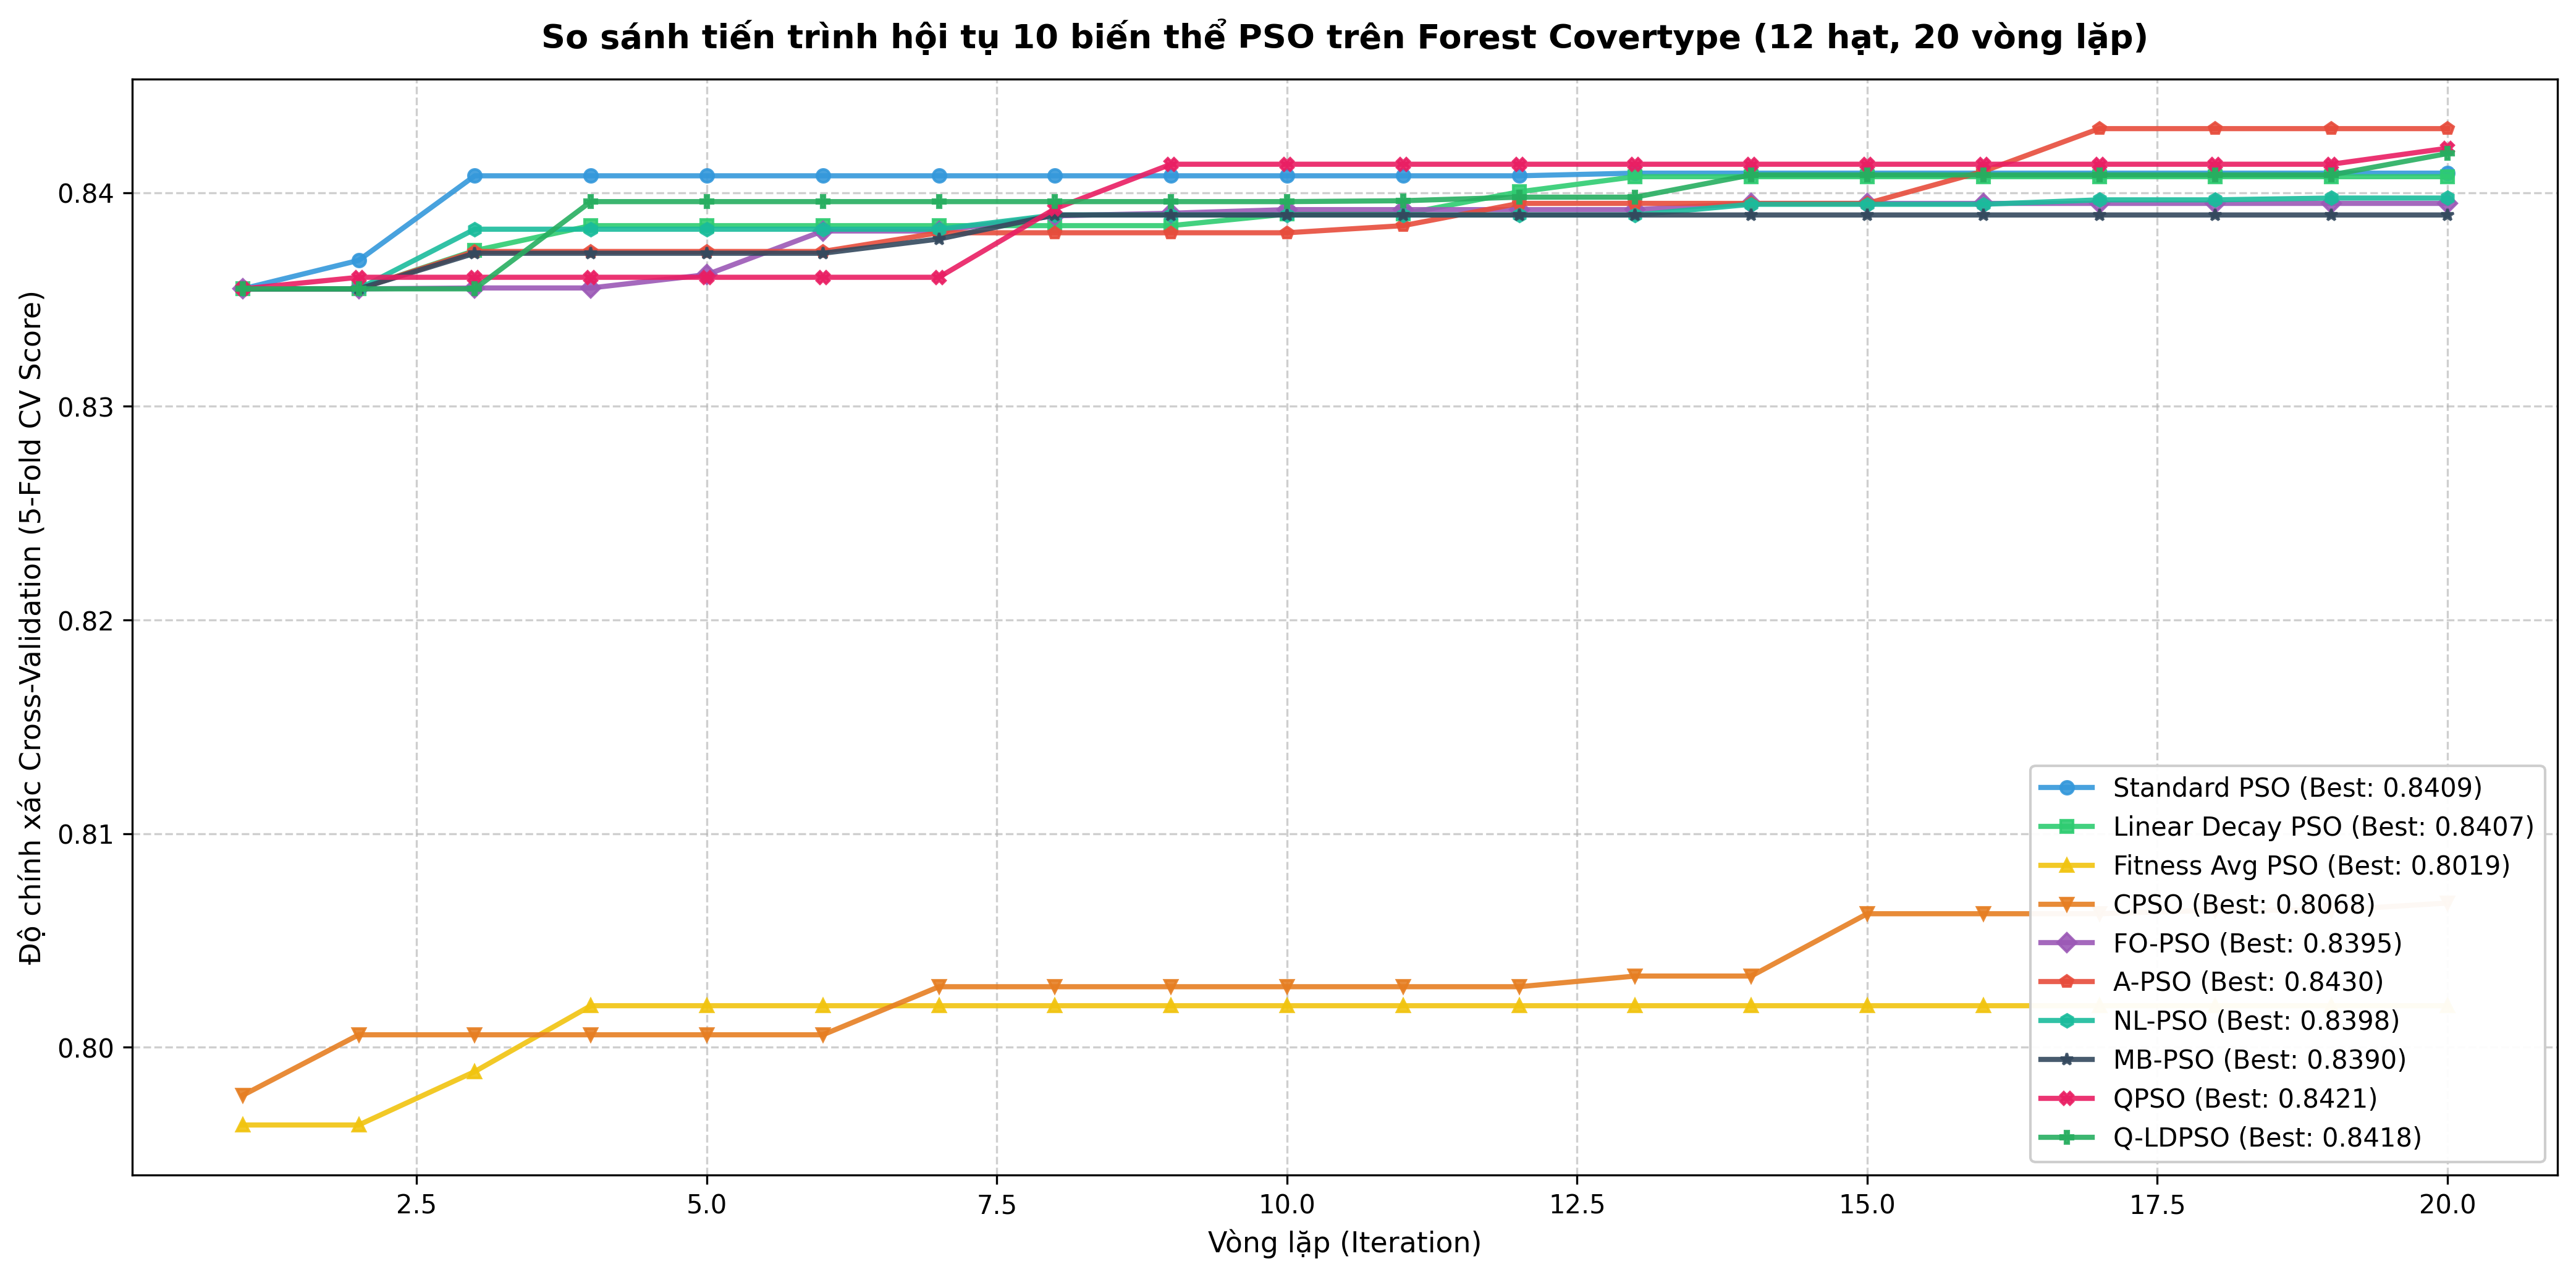 So sánh tiến trình hội tụ 10 biến thể PSO trên Forest Covertype (12 hạt, 20 vòng lặp)
Độ chính xác Cross-Validation (5-Fold CV Score)
0.84
0.83
0.82
0.81
0.80
Standard PSO (Best: 0.8409)
Linear Decay PSO (Best: 0.8407)
Fitness Avg PSO (Best: 0.8019)
CPSO (Best: 0.8068)
FO-PSO (Best: 0.8395)
A-PSO (Best: 0.8430)
NL-PSO (Best: 0.8398)
MB-PSO (Best: 0.8390)
QPSO (Best: 0.8421)
Q-LDPSO (Best: 0.8418)
2.5 5.0 7.5 10.0 12.5 15.0 17.5 20.0
Vòng lặp (Iteration)